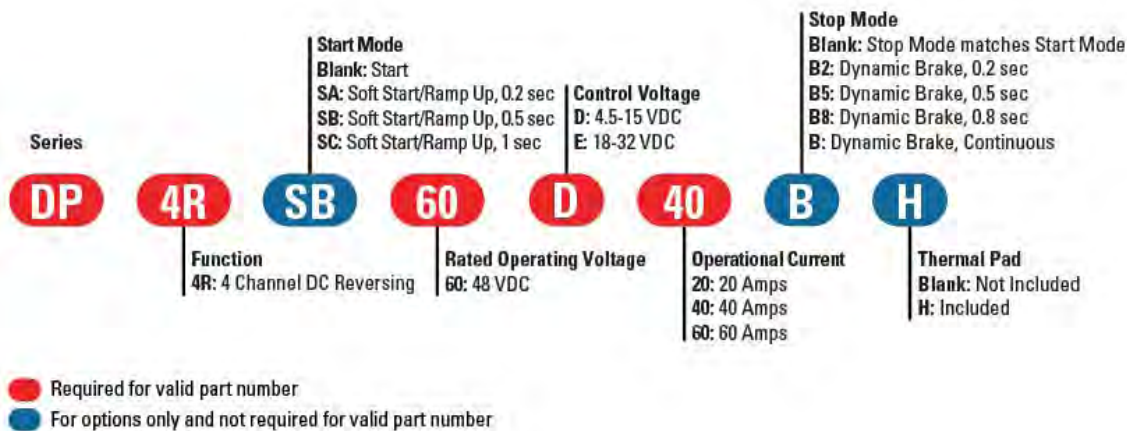 Start Mode
Blank: Start
SA: Soft Start/Ramp Up, 0.2 sec
SB: Soft Start/Ramp Up, 0.5 sec
SC: Soft Start/Ramp Up, 1 sec
Control Voltage
D: 4.5-15 VDC
E: 18-32 VDC
Stop Mode
Blank: Stop Mode matches Start Mode
B2: Dynamic Brake, 0.2 sec
B5: Dynamic Brake, 0.5 sec
B8: Dynamic Brake, 0.8 sec
B: Dynamic Brake, Continuous
Series
DP 4R SB 60 D 40 B H
Function
4R: 4 Channel DC Reversing
Rated Operating Voltage
60: 48 VDC
Operational Current
20: 20 Amps
40: 40 Amps
60: 60 Amps
Thermal Pad
Blank: Not Included
H: Included
Required for valid part number
For options only and not required for valid part number